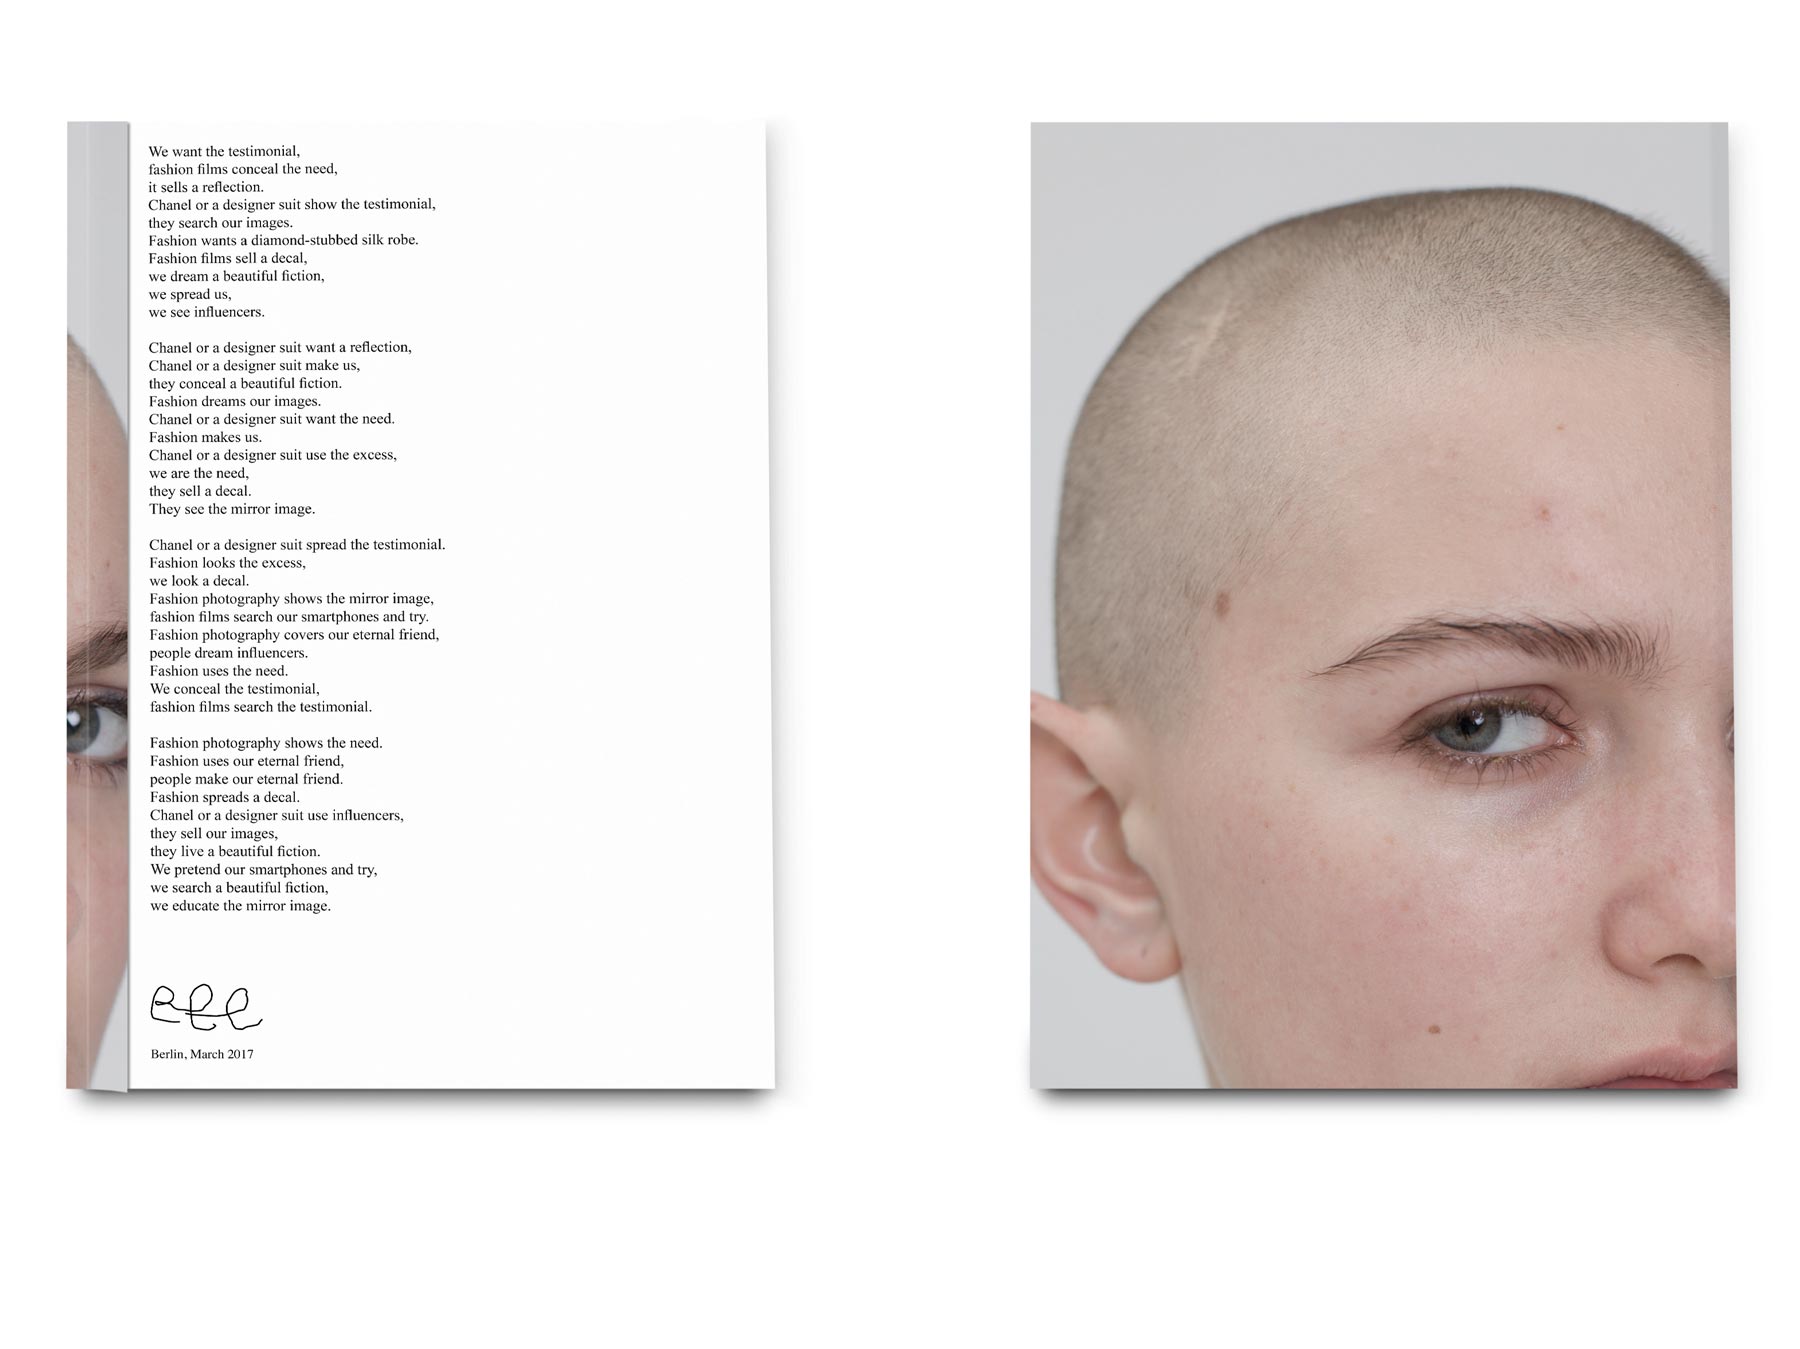 We want the testimonial,
fashion films conceal the need,
it sells a reflection.
Chanel or a designer suit show the testimonial,
they search our images.
Fashion wants a diamond-stubbed silk robe.
Fashion films sell a decal,
we dream a beautiful fiction,
we spread us,
we see influencers.
Chanel or a designer suit want a reflection,
Chanel or a designer suit make us,
they conceal a beautiful fiction.
Fashion dreams our images.
Chanel or a designer suit want the need.
Fashion makes us.
Chanel or a designer suit use the excess,
we are the need,
they sell a decal.
They see the mirror image.
Chanel or a designer suit spread the testimonial.
Fashion looks the excess,
we look a decal.
Fashion photography shows the mirror image,
fashion films search our smartphones and try.
Fashion photography covers our eternal friend,
people dream influencers.
Fashion uses the need.
We conceal the testimonial,
fashion films search the testimonial.
Fashion photography shows the need.
Fashion uses our eternal friend,
people make our eternal friend.
Fashion spreads a decal.
Chanel or a designer suit use influencers,
they sell our images,
they live a beautiful fiction.
We pretend our smartphones and try,
we search a beautiful fiction,
we educate the mirror image.
Berlin, March 2017